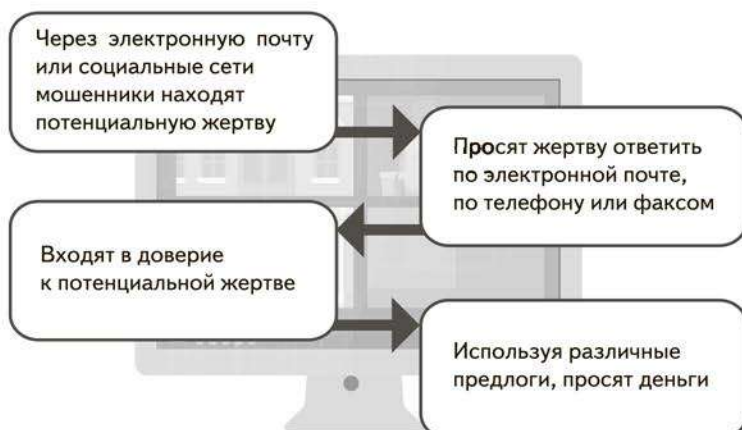 Через электронную почту
или социальные сети
мошенники находят
потенциальную жертву
Просят жертву ответить
по электронной почте,
по телефону или факсом
Входят в доверие
к потенциальной жертве
Используя различные
предлоги, просят деньги